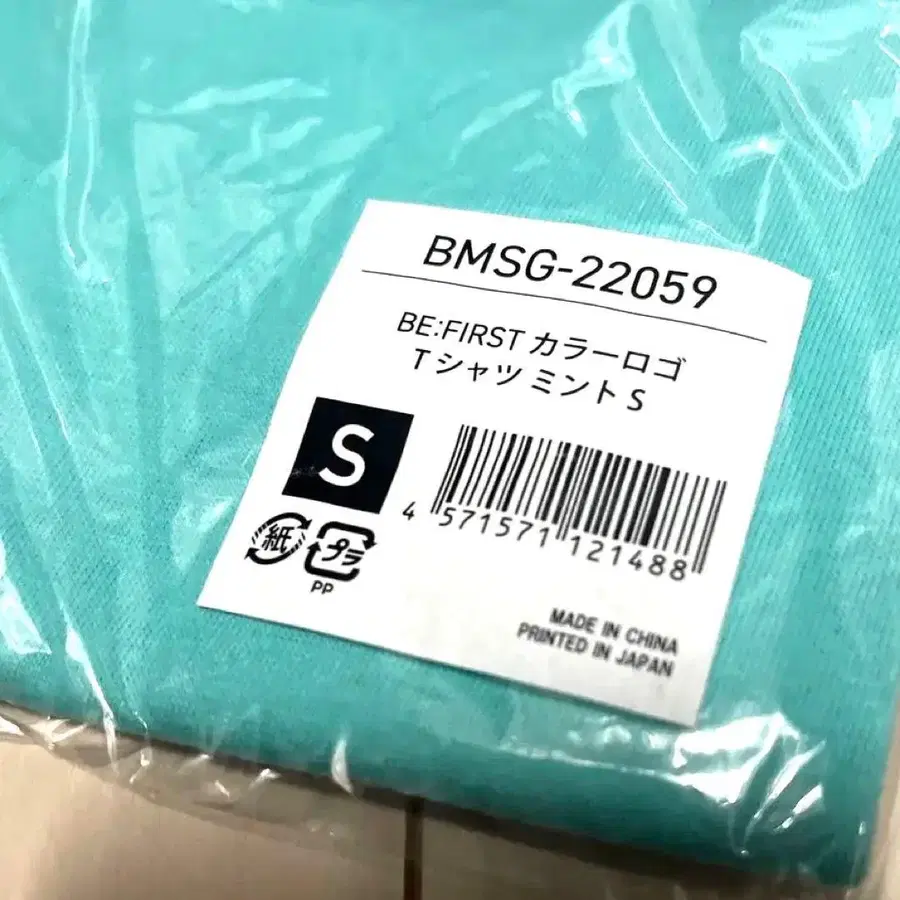 BMSG-22059
BE:FIRST カラーロゴ
Tシャツ ミント S
S
4 571571 121488
紙 プラ
PP
MADE IN CHINA
PRINTED IN JAPAN